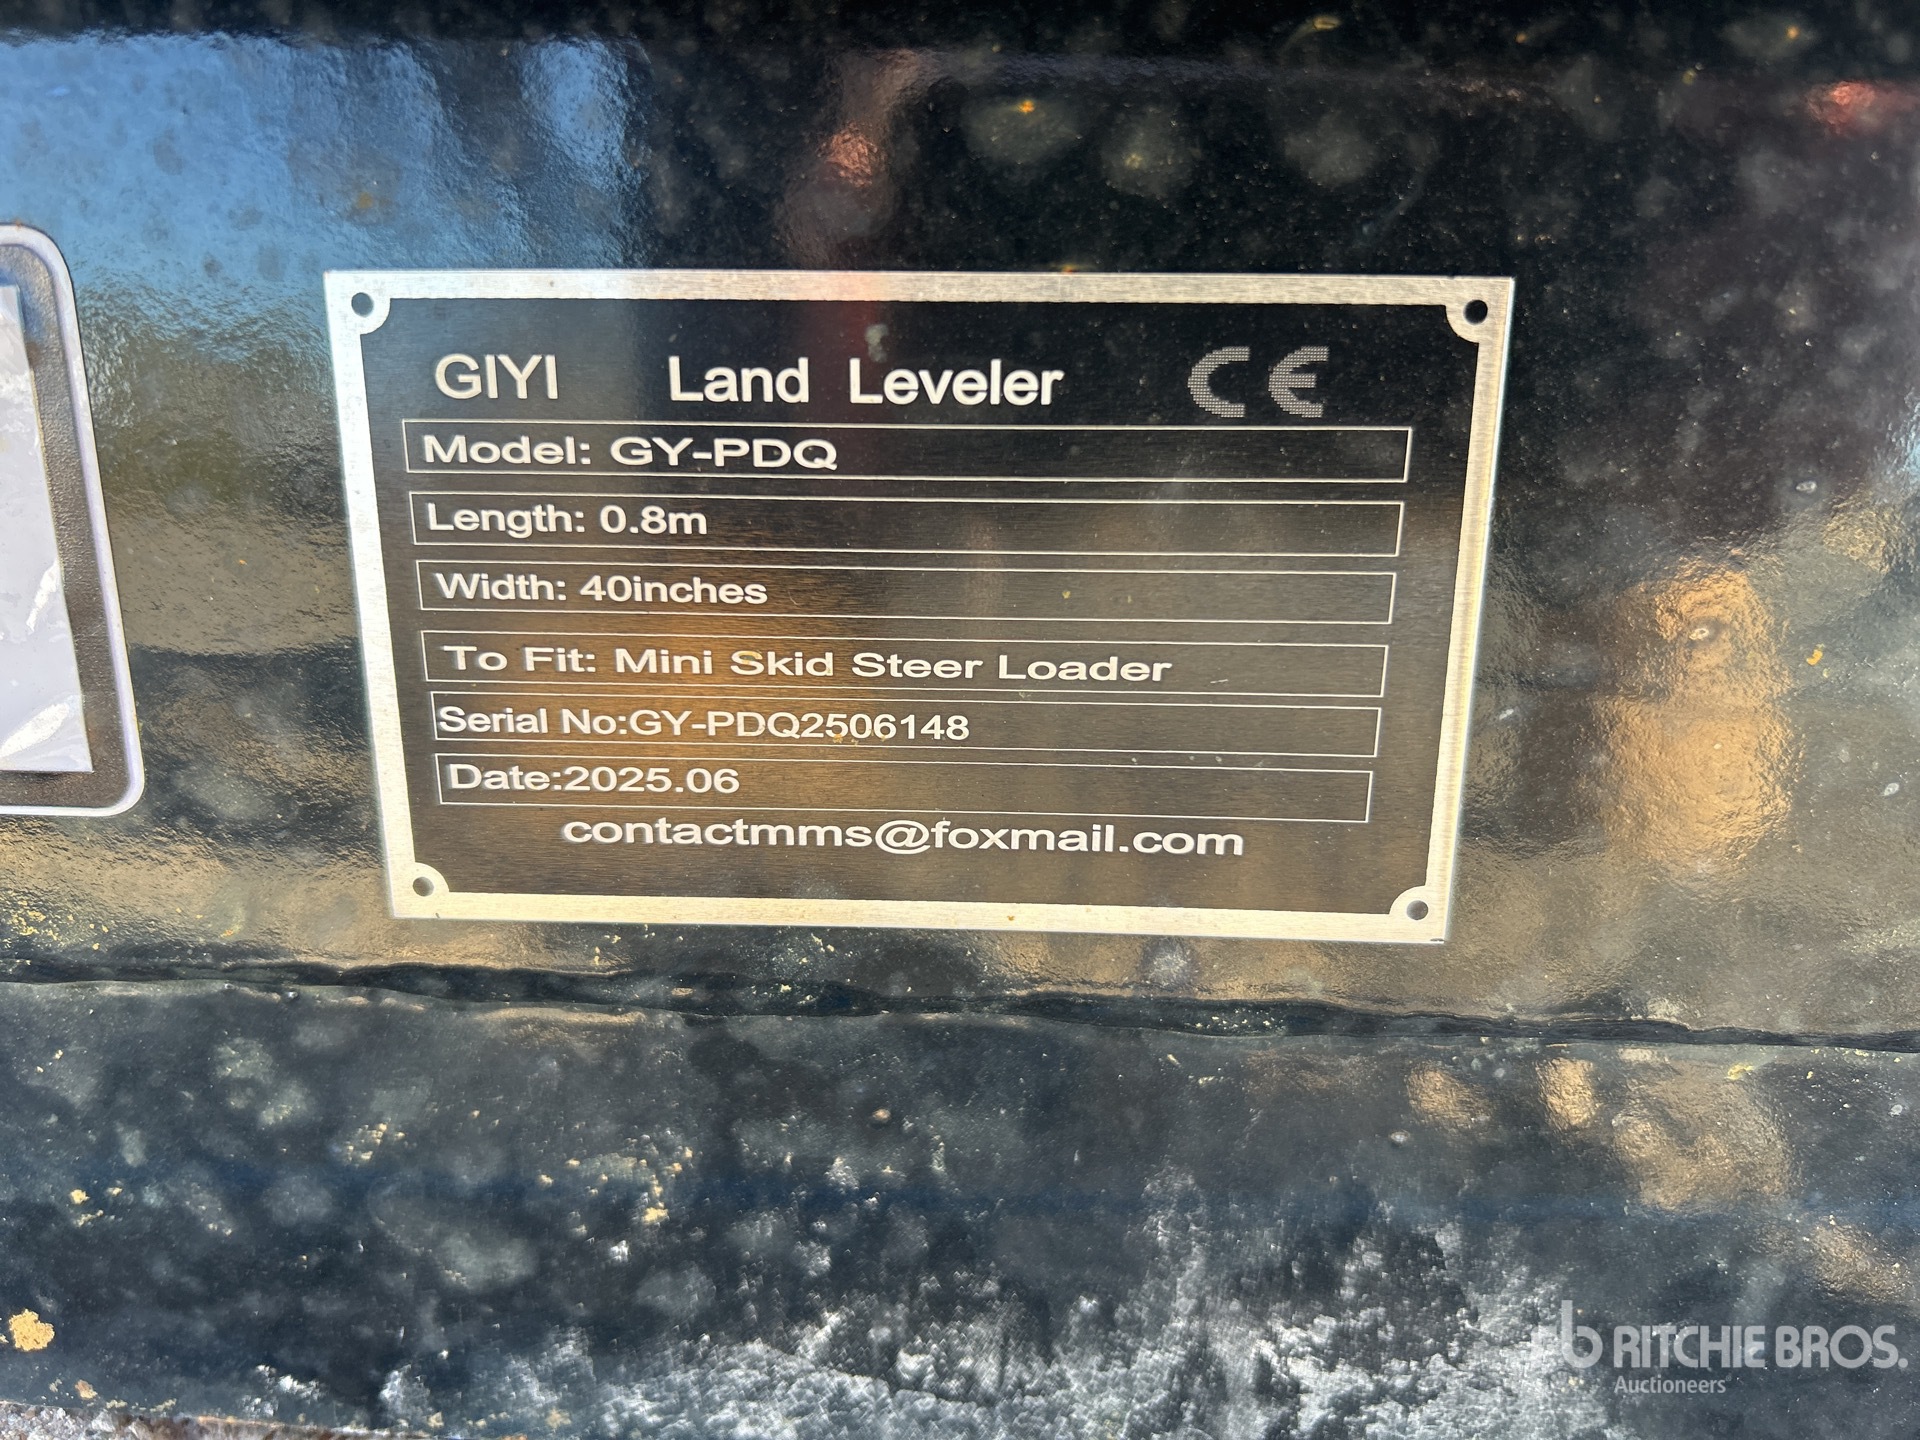 GIYI Land Leveler CE
Model: GY-PDQ
Length: 0.8m
Width: 40inches
To Fit: Mini Skid Steer Loader
Serial No:GY-PDQ2506148
Date:2025.06
contactmms@foxmail.com
rb RITCHIE BROS.
Auctioneers